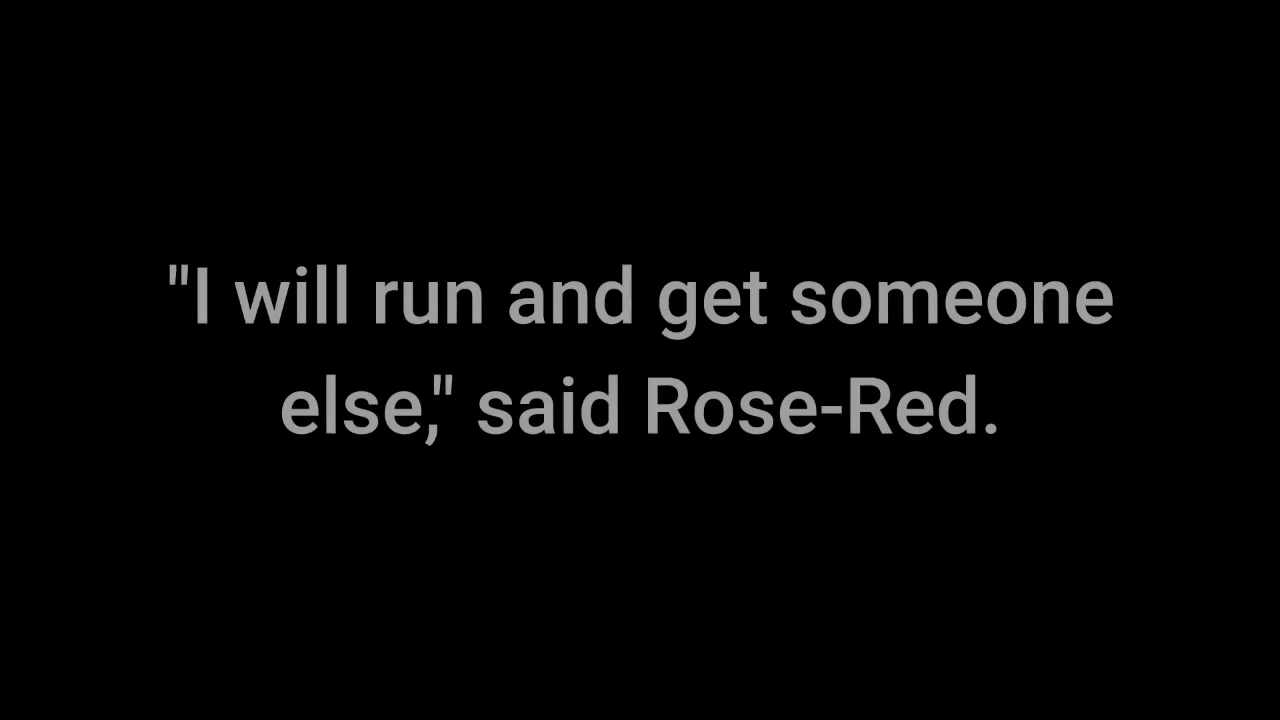 "I will run and get someone
else," said Rose-Red.